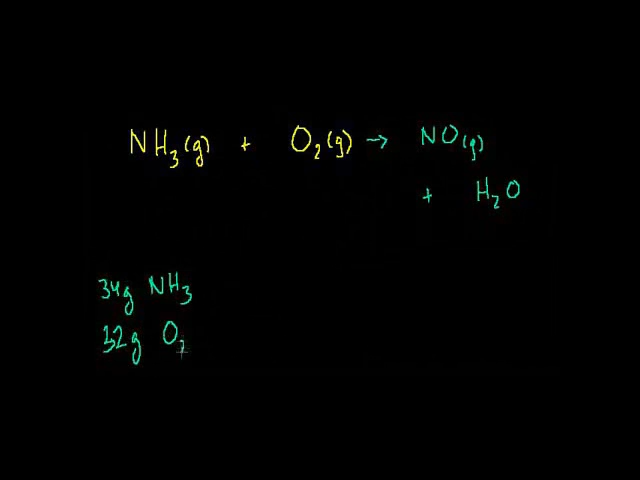 NH₃(g) + O₂(g) → NO(g)
+ H₂O
34g NH₃
32g O₂